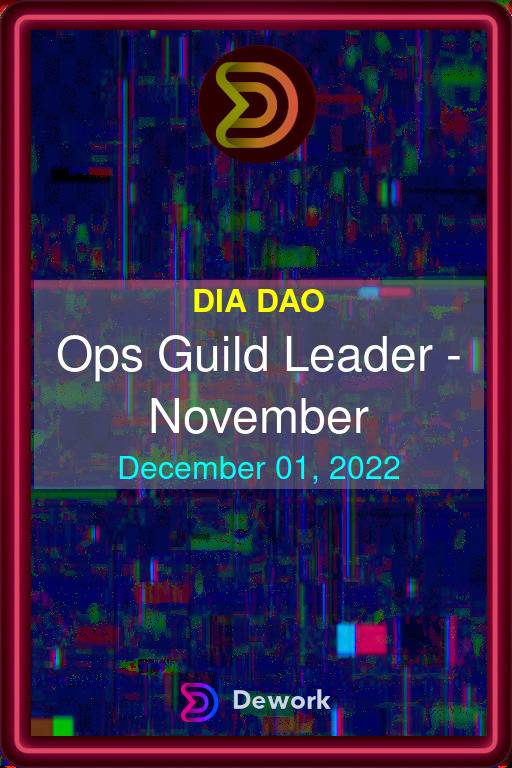 DIA DAO
Ops Guild Leader -
November
December 01, 2022
Dework